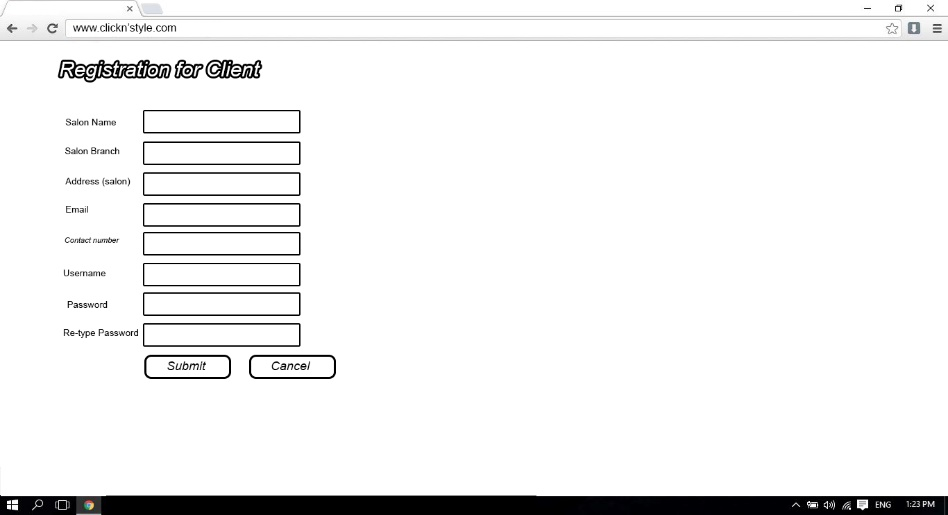 www.clickn'style.com
Registration for Client
Salon Name
Salon Branch
Address (salon)
Email
Contact number
Username
Password
Re-type Password
Submit
Cancel
ENG
1:23 PM